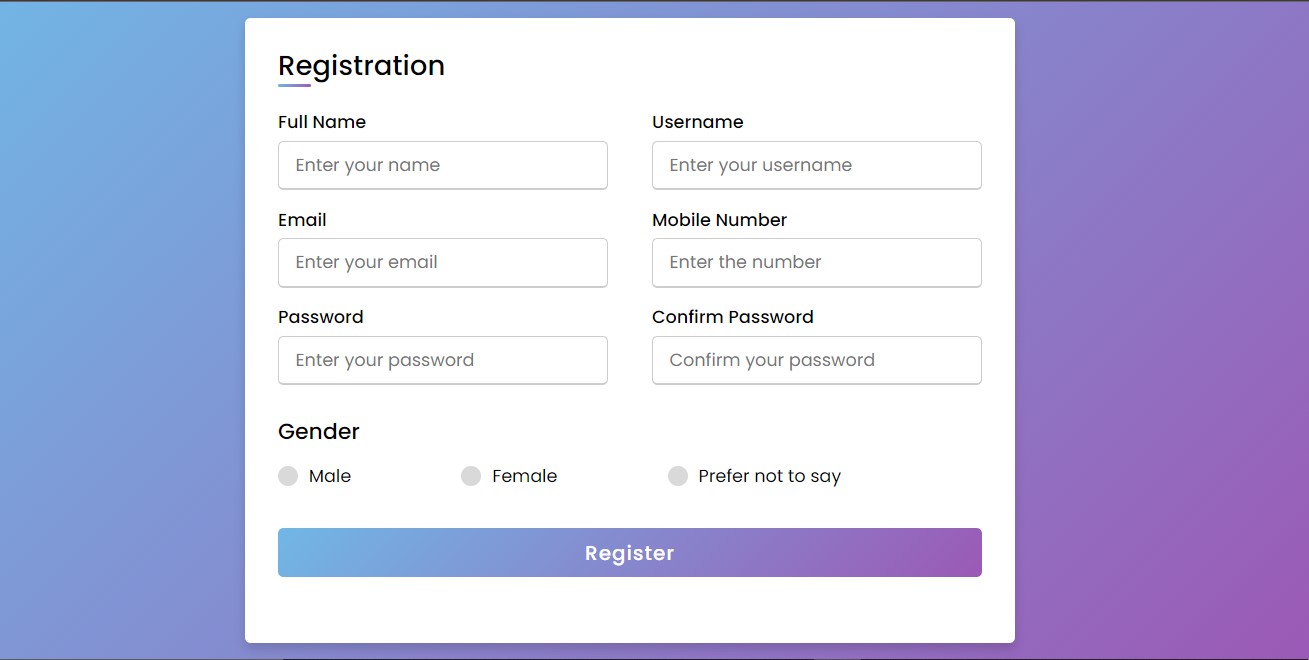 Registration
Full Name
Username
Enter your name
Enter your username
Email
Mobile Number
Enter your email
Enter the number
Password
Confirm Password
Enter your password
Confirm your password
Gender
Male
Female
Prefer not to say
Register